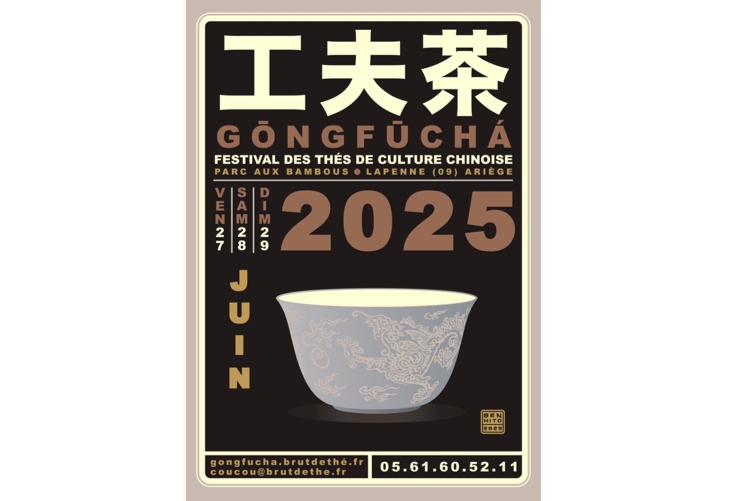 工夫茶
GŌNGFŪCHÁ
FESTIVAL DES THÉS DE CULTURE CHINOISE
PARC AUX BAMBOUS ● LAPENNE (09) ARIÈGE
VEN 27 | SAM 28 | DIM 29
2025
JUIN
BEN
HITO
2025
gongfucha.brutdethé.fr
coucou@brutdethe.fr
05.61.60.52.11